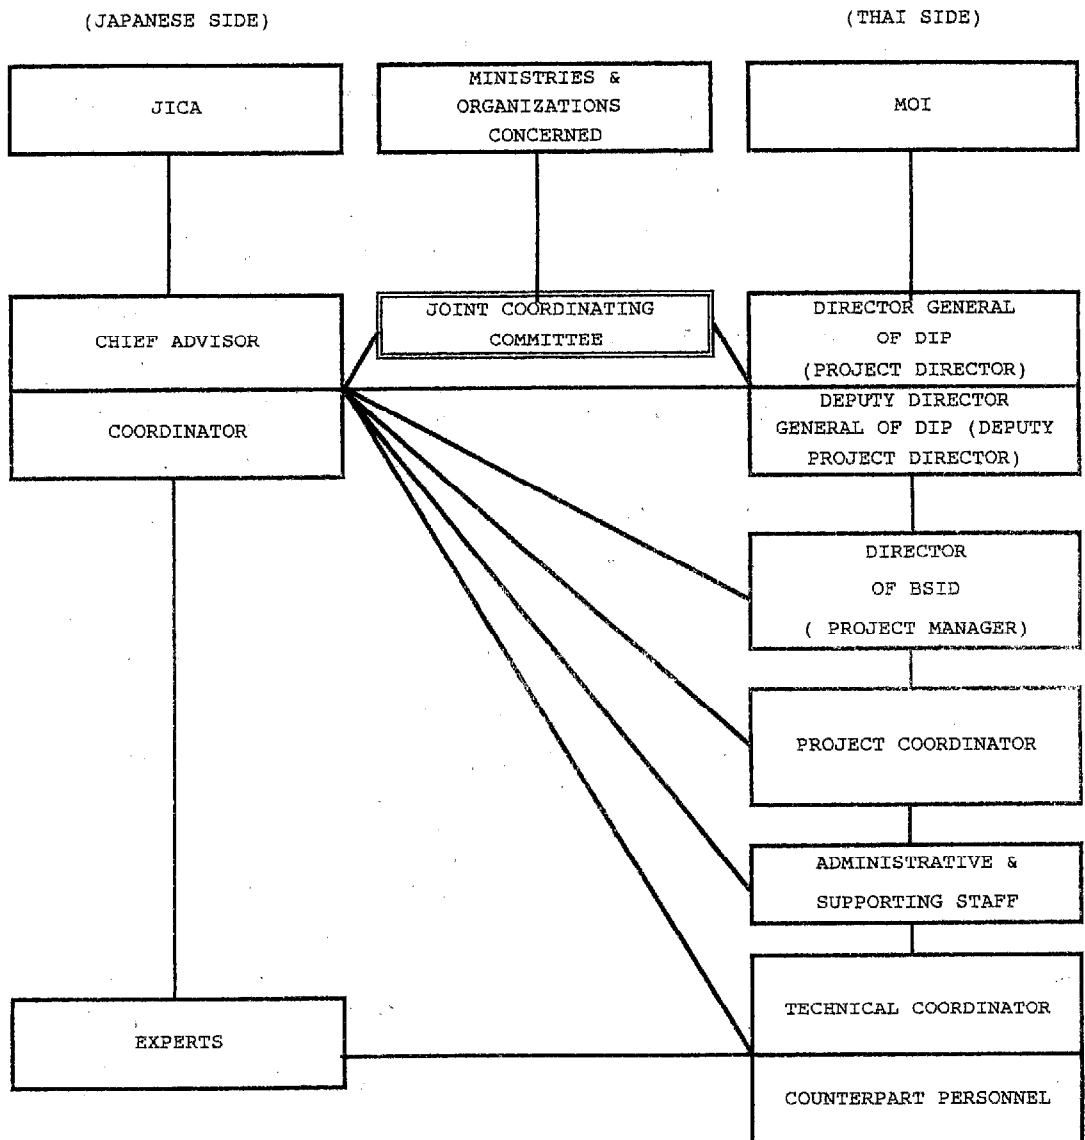 (JAPANESE SIDE)
(THAI SIDE)
JICA
MINISTRIES &
ORGANIZATIONS
CONCERNED
MOI
CHIEF ADVISOR
COORDINATOR
JOINT COORDINATING
COMMITTEE
DIRECTOR GENERAL
OF DIP
(PROJECT DIRECTOR)
DEPUTY DIRECTOR
GENERAL OF DIP (DEPUTY
PROJECT DIRECTOR)
DIRECTOR
OF BSID
( PROJECT MANAGER)
PROJECT COORDINATOR
ADMINISTRATIVE &
SUPPORTING STAFF
EXPERTS
TECHNICAL COORDINATOR
COUNTERPART PERSONNEL